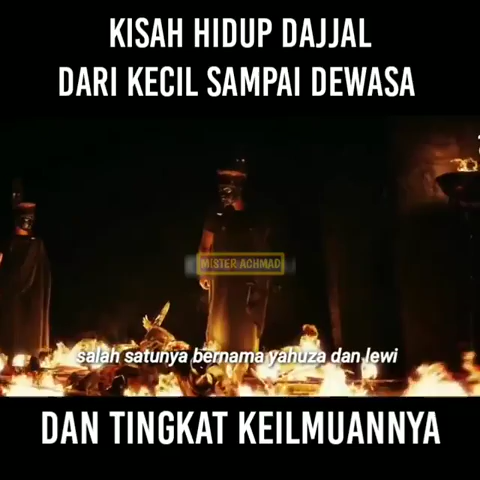 KISAH HIDUP DAJJAL
DARI KECIL SAMPAI DEWASA
MISTER ACHMAD
salah satunya bernama yahuza dan lewi
DAN TINGKAT KEILMUANNYA